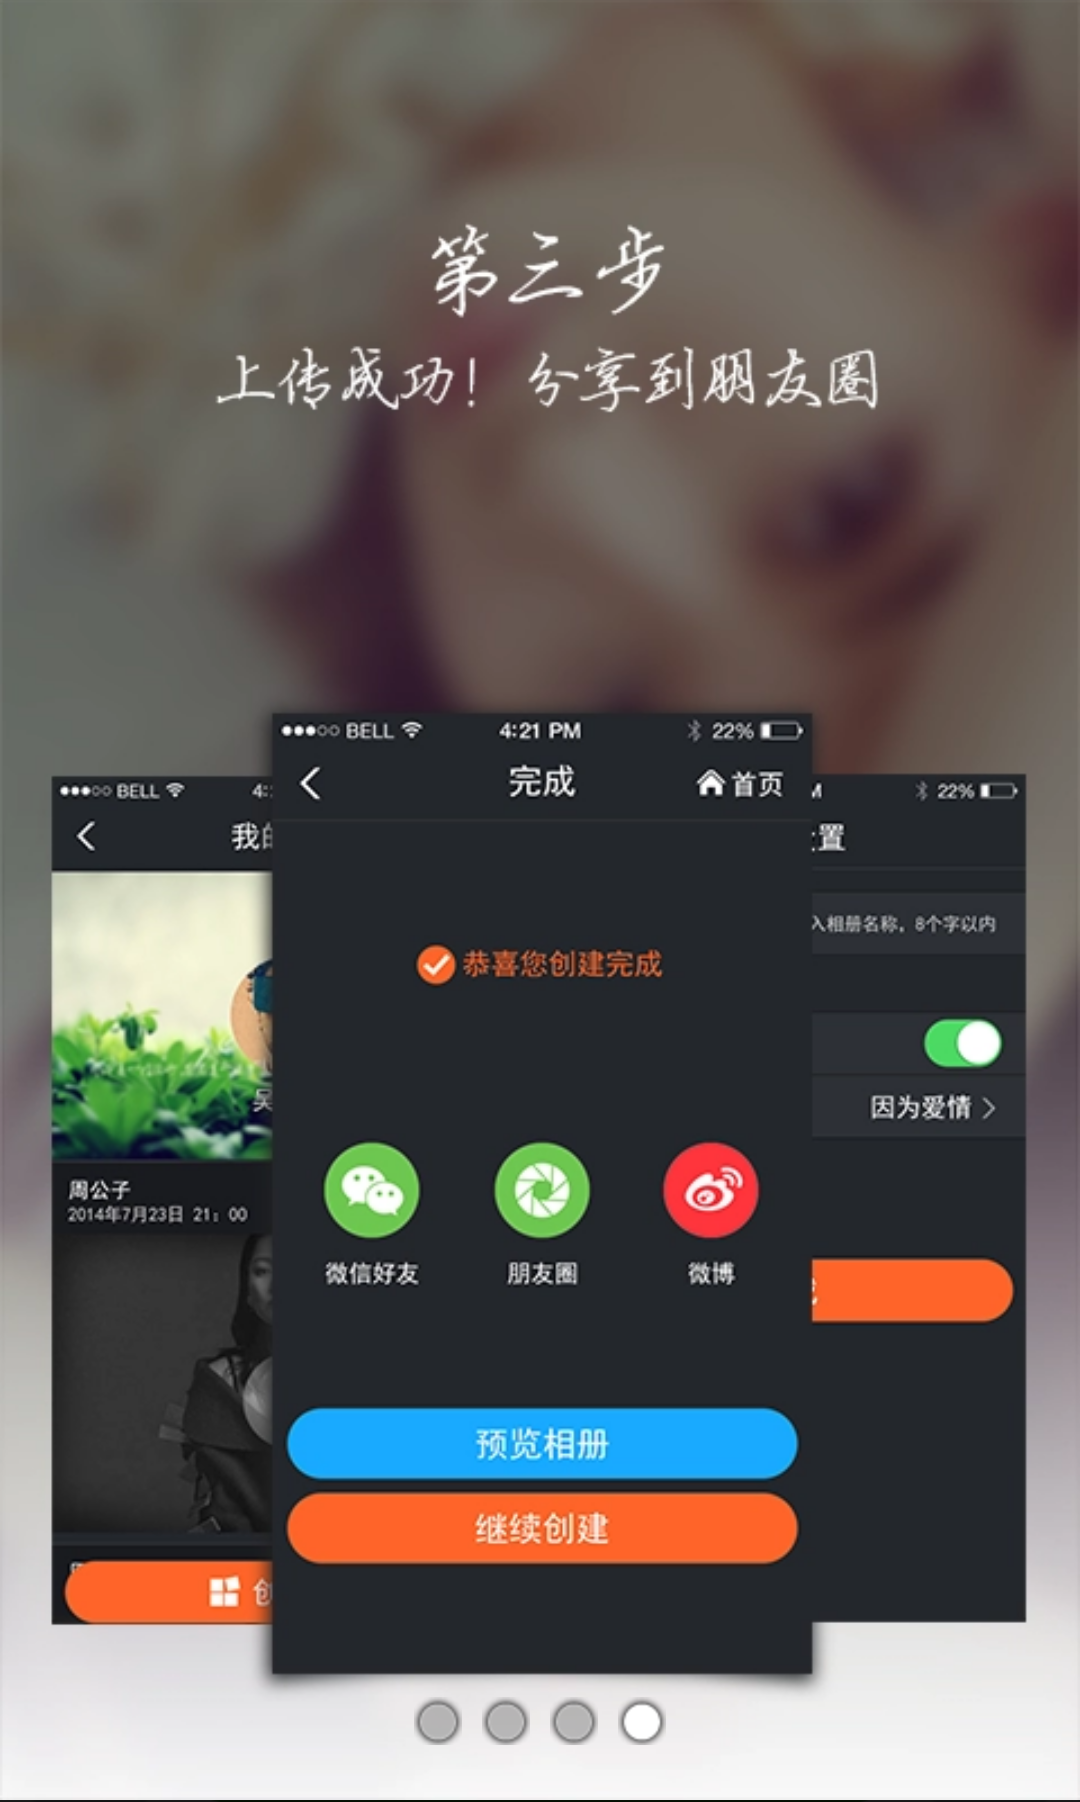 第三步
上传成功！分享到朋友圈
BELL 4:21 PM 22%
完成 首页
恭喜您创建完成
微信好友 朋友圈 微博
预览相册
继续创建
BELL 4:
我的
周公子
2014年7月23日 21：00
创
M 22%
置
入相册名称，8个字以内
因为爱情